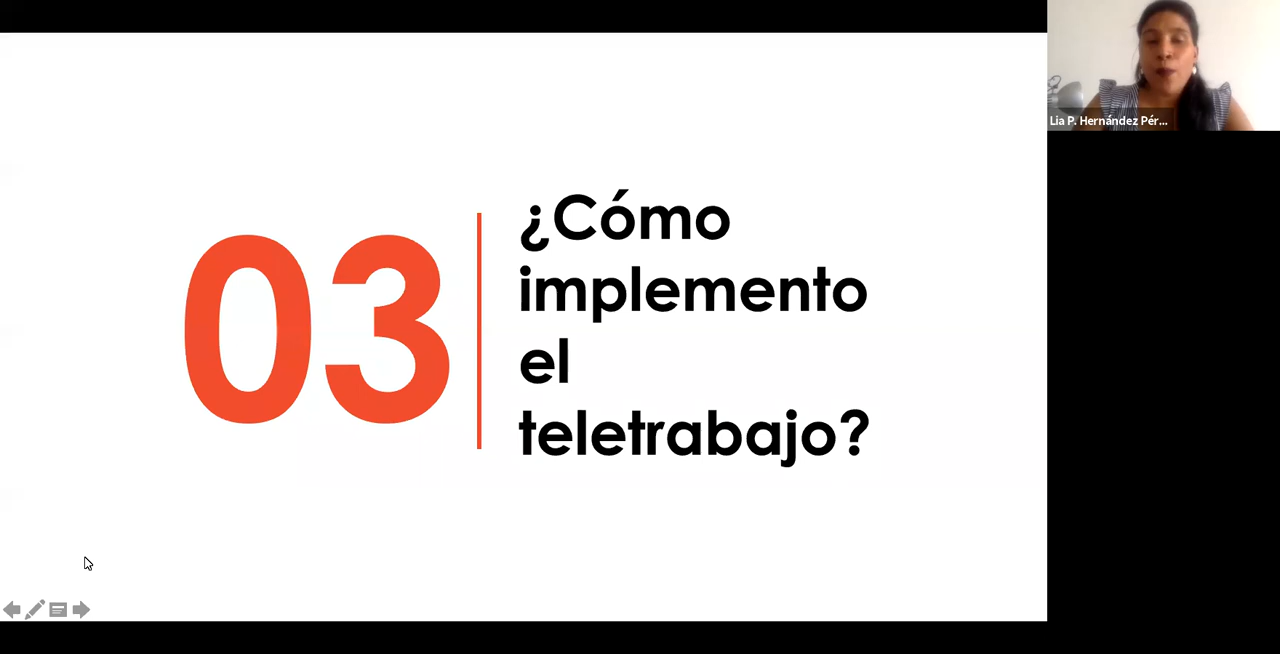 03
¿Cómo
implemento
el
teletrabajo?
Lia P. Hernández Pér...